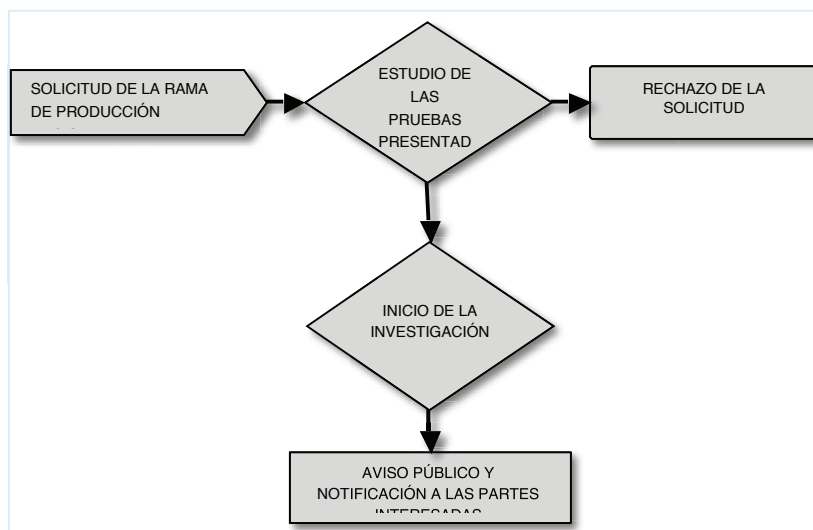 SOLICITUD DE LA RAMA
DE PRODUCCIÓN
ESTUDIO DE
LAS
PRUEBAS
PRESENTAD
RECHAZO DE LA
SOLICITUD
INICIO DE LA
INVESTIGACIÓN
AVISO PÚBLICO Y
NOTIFICACIÓN A LAS PARTES
INTERESADAS